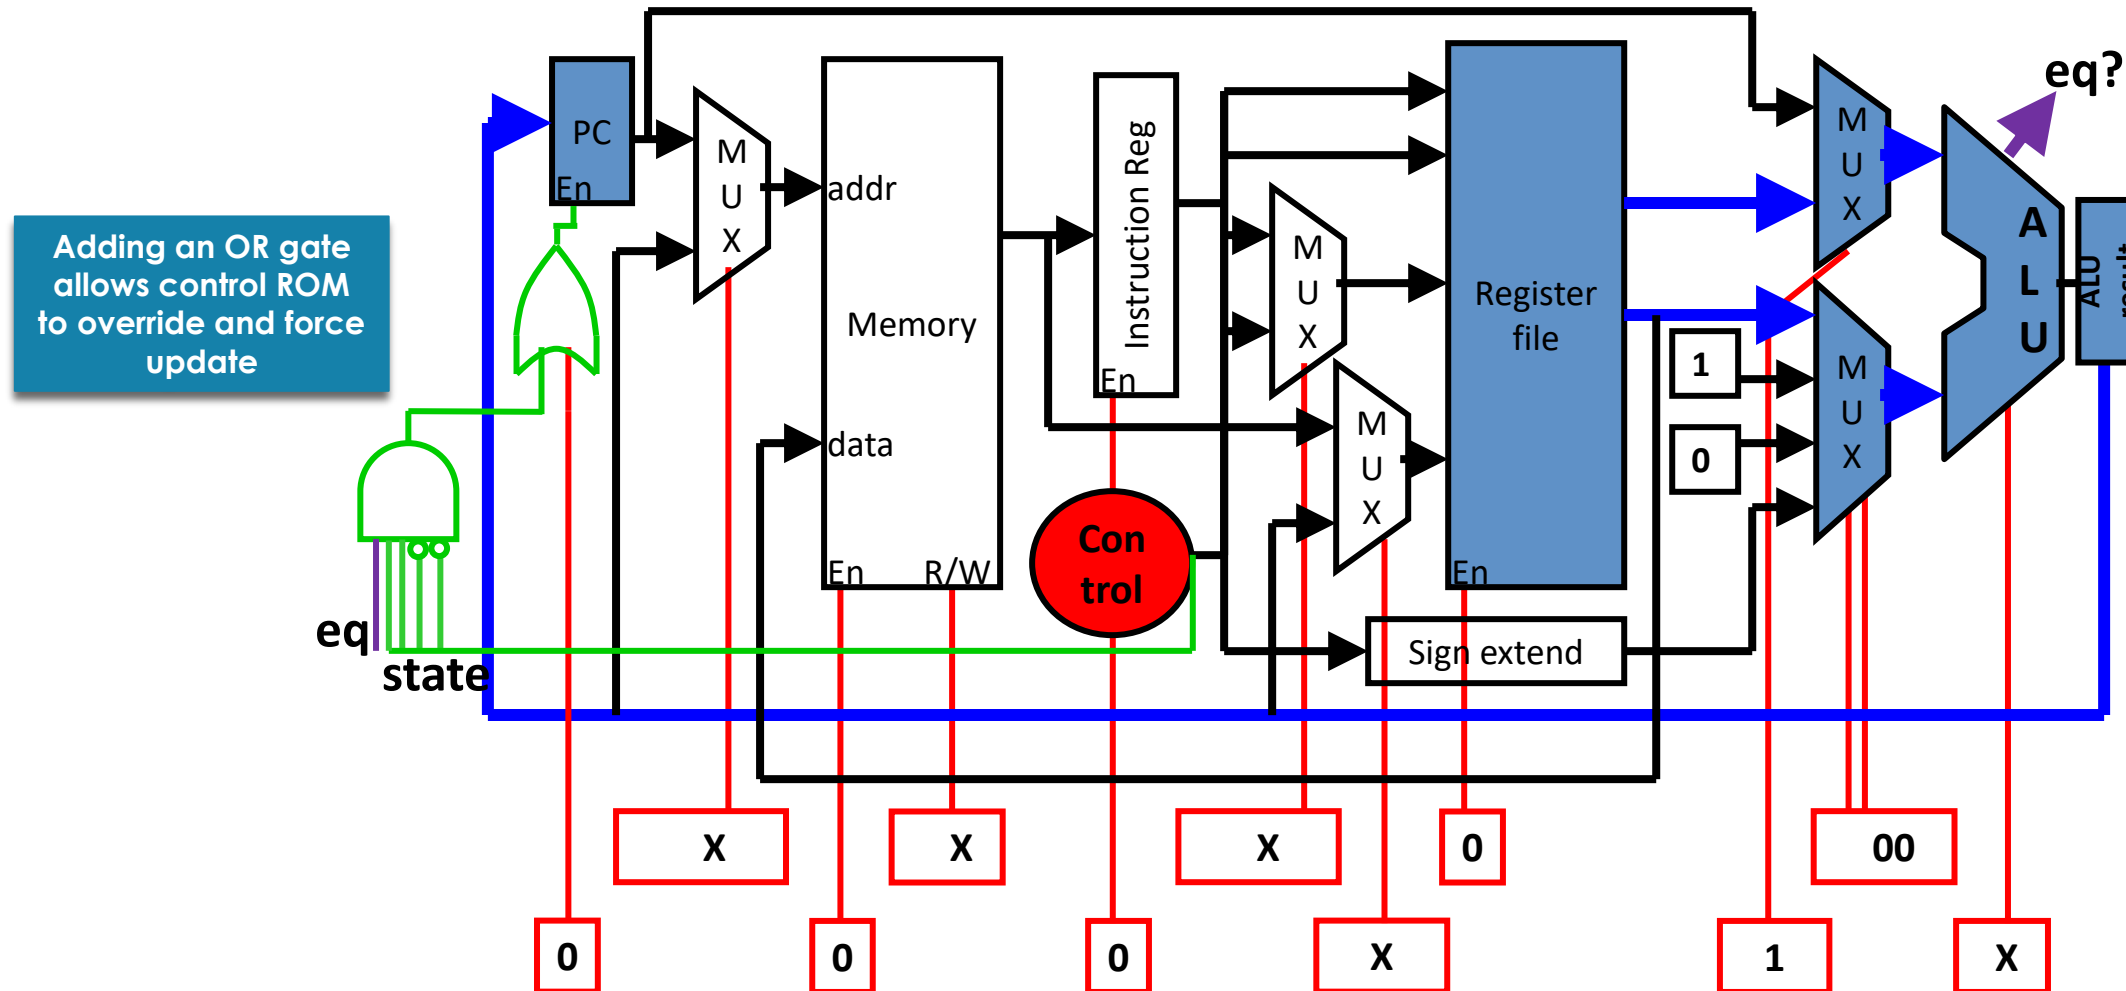 Adding an OR gate
allows control ROM
to override and force
update
PC
En
M
U
X
addr
Memory
data
En
R/W
Instruction Reg
En
M
U
X
M
U
X
Con
trol
Register
file
En
Sign extend
1
0
M
U
X
M
U
X
eq?
A
L
U
ALU
eq
state
X
X
X
0
00
0
0
0
X
1
X